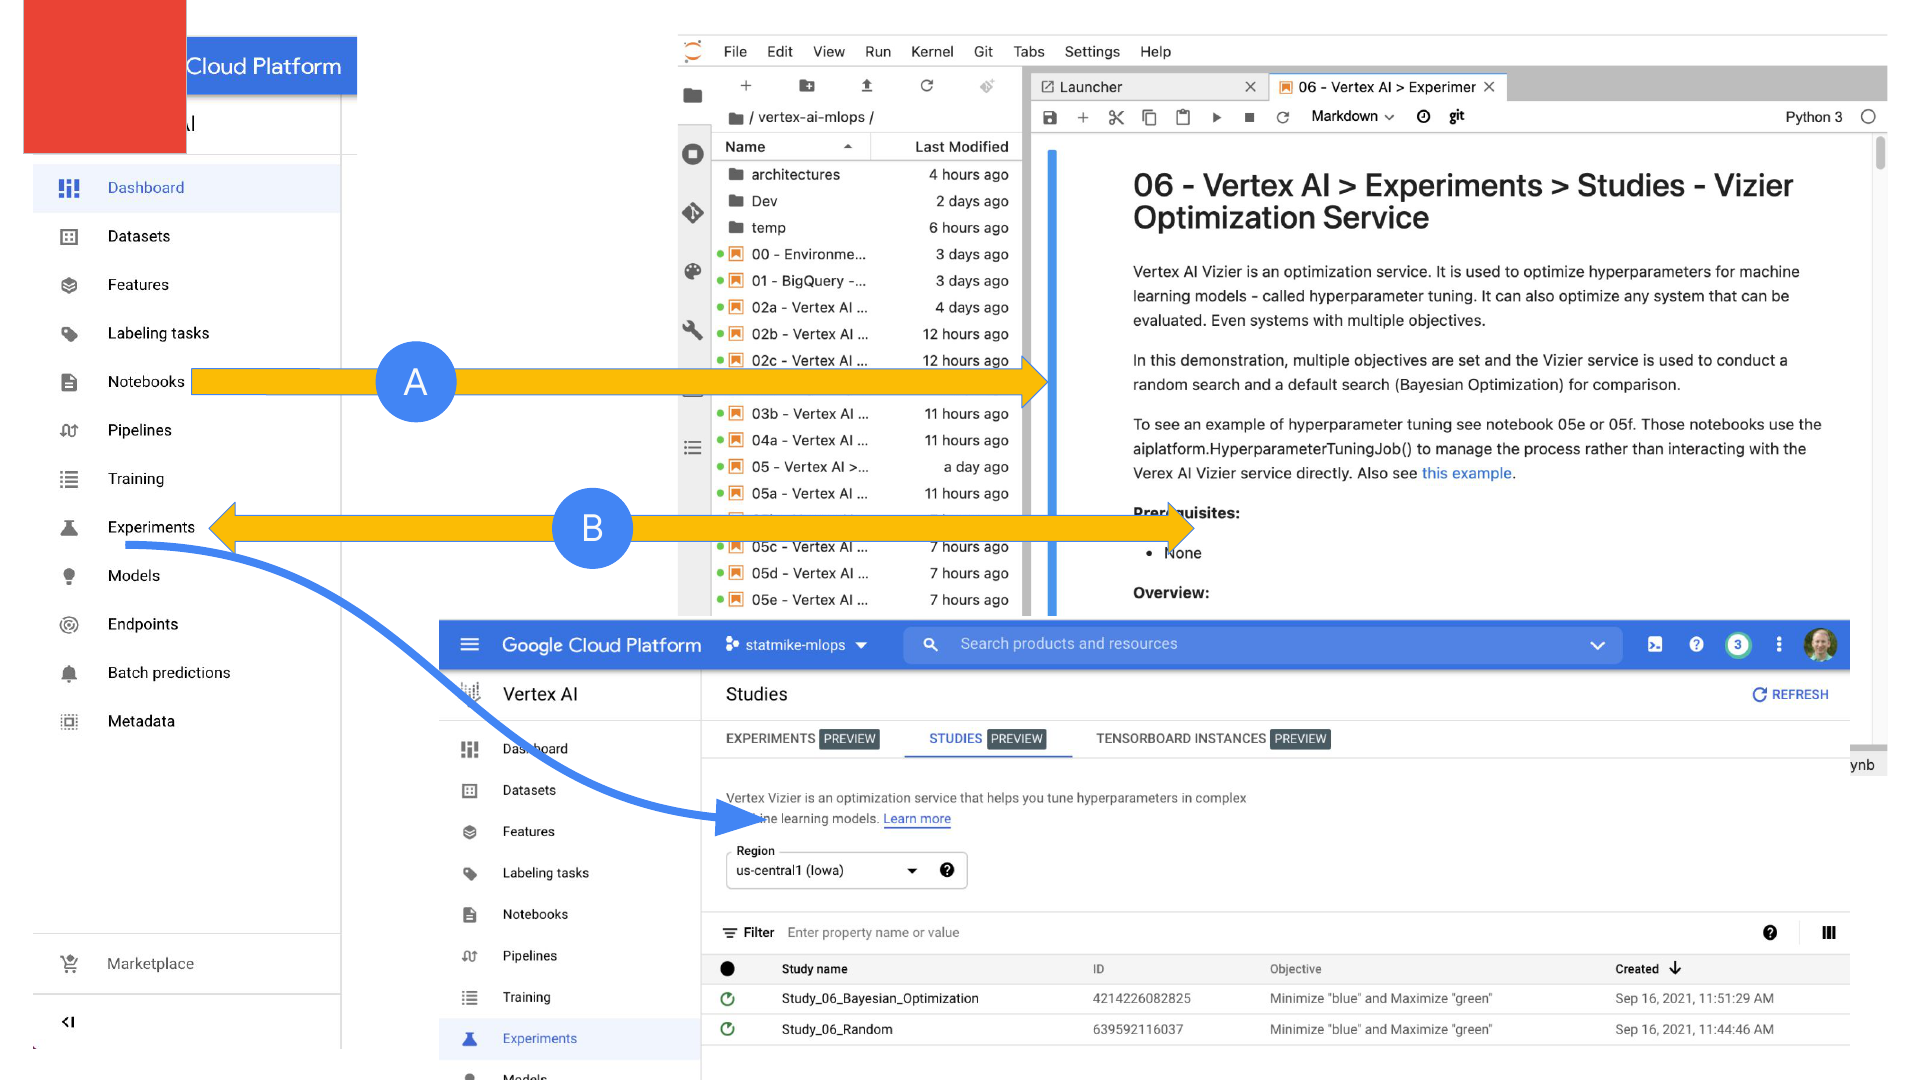 Cloud Platform
AI
Dashboard
Datasets
Features
Labeling tasks
Notebooks
Pipelines
Training
Experiments
Models
Endpoints
Batch predictions
Metadata
Marketplace
A
B
File Edit View Run Kernel Git Tabs Settings Help
/ vertex-ai-mlops /
Name Last Modified
architectures 4 hours ago
Dev 2 days ago
temp 6 hours ago
00 - Environme... 3 days ago
01 - BigQuery -... 3 days ago
02a - Vertex AI ... 4 days ago
02b - Vertex AI ... 12 hours ago
02c - Vertex AI ... 12 hours ago
03b - Vertex AI ... 11 hours ago
04a - Vertex AI ... 11 hours ago
05 - Vertex AI >... a day ago
05a - Vertex AI ... 11 hours ago
05c - Vertex AI ... 7 hours ago
05d - Vertex AI ... 7 hours ago
05e - Vertex AI ... 7 hours ago
Launcher
06 - Vertex AI > Experimer
Markdown git Python 3
06 - Vertex AI > Experiments > Studies - Vizier
Optimization Service
Vertex AI Vizier is an optimization service. It is used to optimize hyperparameters for machine
learning models - called hyperparameter tuning. It can also optimize any system that can be
evaluated. Even systems with multiple objectives.
In this demonstration, multiple objectives are set and the Vizier service is used to conduct a
random search and a default search (Bayesian Optimization) for comparison.
To see an example of hyperparameter tuning see notebook 05e or 05f. Those notebooks use the
aiplatform.HyperparameterTuningJob() to manage the process rather than interacting with the
Verex AI Vizier service directly. Also see this example.
Prerequisites:
• None
Overview:
ynb
Google Cloud Platform statmike-mlops Search products and resources 3
Vertex AI
Dashboard
Datasets
Features
Labeling tasks
Notebooks
Pipelines
Training
Experiments
Models
Studies REFRESH
EXPERIMENTS PREVIEW STUDIES PREVIEW TENSORBOARD INSTANCES PREVIEW
Vertex Vizier is an optimization service that helps you tune hyperparameters in complex
learning models. Learn more
Region
us-central1 (Iowa)
Filter Enter property name or value
Study name ID Objective Created
Study_06_Bayesian_Optimization 4214226082825 Minimize "blue" and Maximize "green" Sep 16, 2021, 11:51:29 AM
Study_06_Random 639592116037 Minimize "blue" and Maximize "green" Sep 16, 2021, 11:44:46 AM